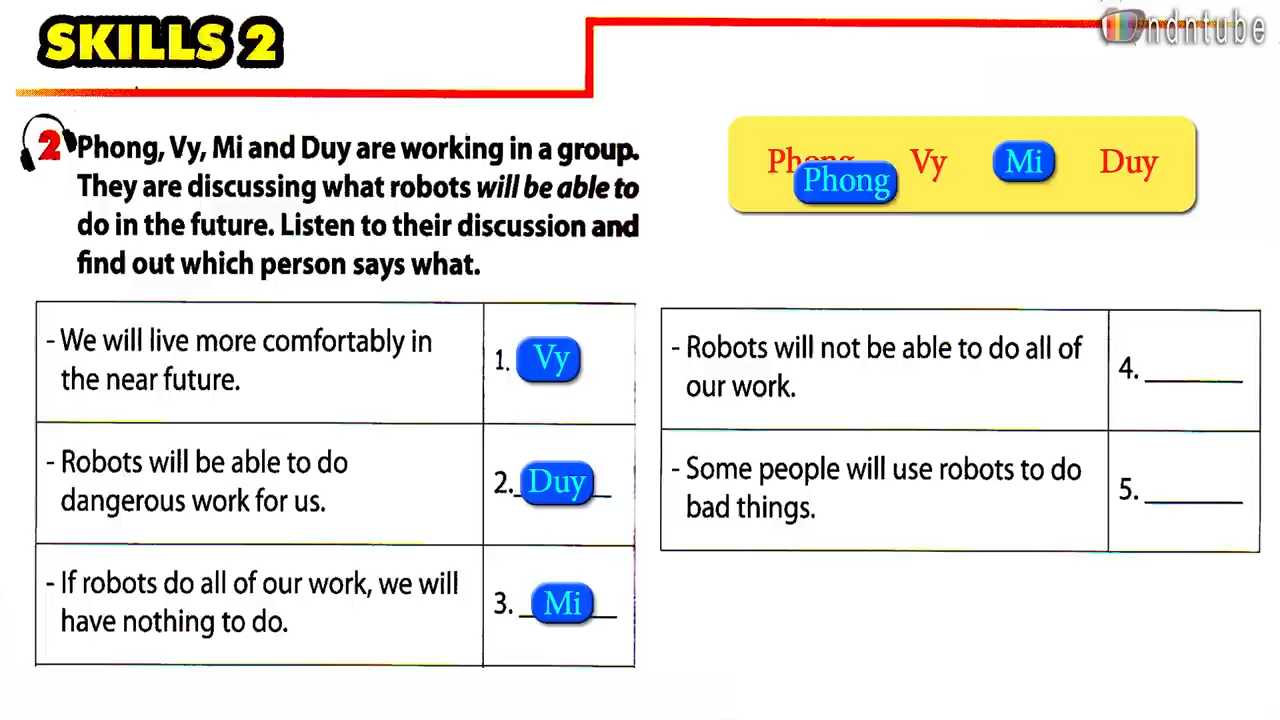 SKILLS 2
ndntube
2 Phong, Vy, Mi and Duy are working in a group.
They are discussing what robots will be able to
do in the future. Listen to their discussion and
find out which person says what.
Phong Vy Mi Duy
Phong
- We will live more comfortably in
the near future.
1. Vy
- Robots will be able to do
dangerous work for us.
2. Duy
- If robots do all of our work, we will
have nothing to do.
3. Mi
- Robots will not be able to do all of
our work.
4. ________
- Some people will use robots to do
bad things.
5. ________